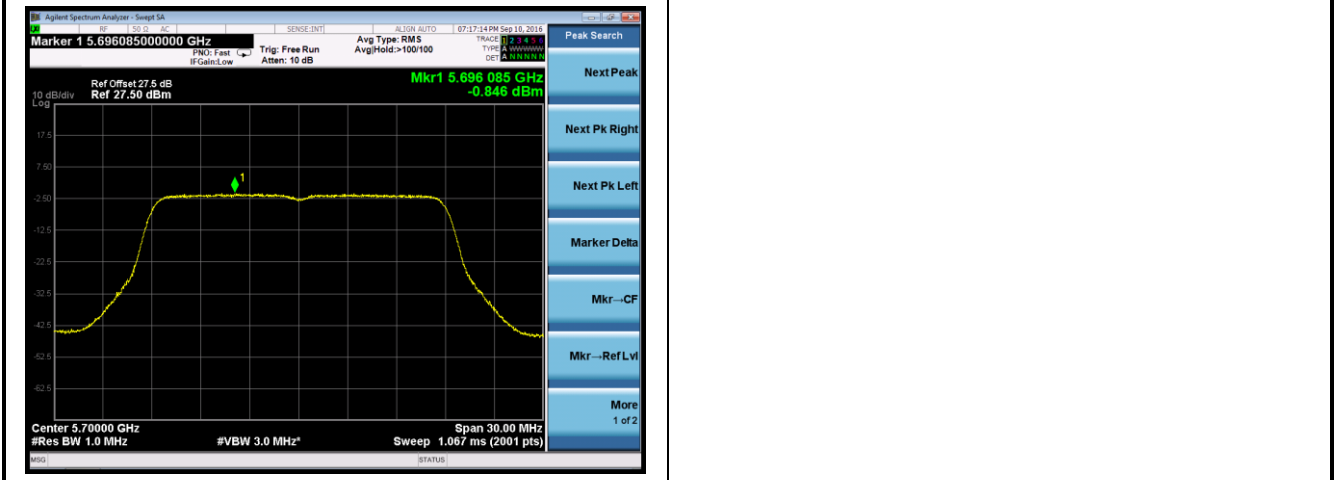 Agilent Spectrum Analyzer - Swept SA
RF 50 Ω AC SENSE:INT ALIGN AUTO 07:17:14 PM Sep 10, 2016
Marker 1 5.696085000000 GHz
PNO: Fast
IFGain:Low
Trig: Free Run
Atten: 10 dB
Avg Type: RMS
Avg|Hold:>100/100
TRACE 1 2 3 4 5 6
TYPE A WWWWW
DET A N N N N N
Peak Search
Mkr1 5.696 085 GHz
-0.846 dBm
Ref Offset 27.5 dB
10 dB/div Ref 27.50 dBm
Log
17.5
7.50
-2.50
-12.5
-22.5
-32.5
-42.5
-52.5
-62.5
1
Center 5.70000 GHz Span 30.00 MHz
#Res BW 1.0 MHz #VBW 3.0 MHz* Sweep 1.067 ms (2001 pts)
MSG STATUS
Next Peak
Next Pk Right
Next Pk Left
Marker Delta
Mkr→CF
Mkr→Ref Lvl
More
1 of 2